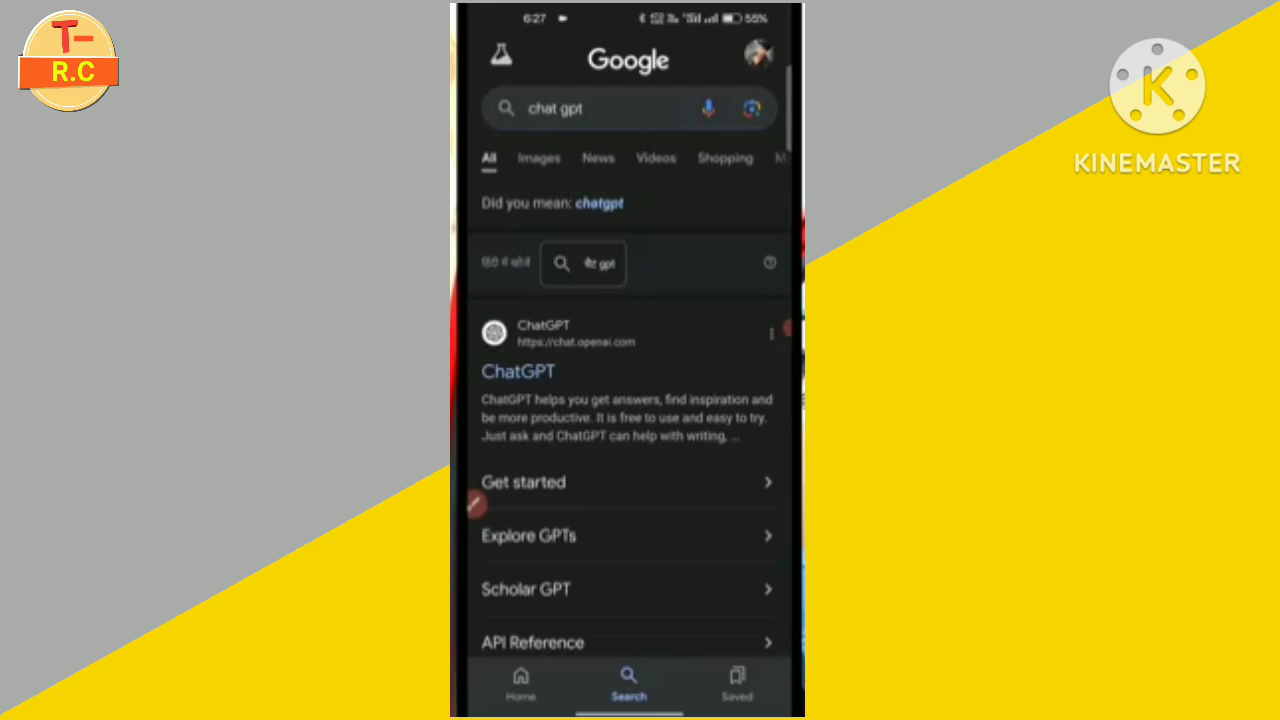 T-
R.C
KINEMASTER
6:27
55%
Google
chat gpt
All Images News Videos Shopping M
Did you mean: chatgpt
हिंदी में खोजें
चैट gpt
ChatGPT
https://chat.openai.com
ChatGPT
ChatGPT helps you get answers, find inspiration and
be more productive. It is free to use and easy to try.
Just ask and ChatGPT can help with writing, ...
Get started
Explore GPTs
Scholar GPT
API Reference
Home Search Saved